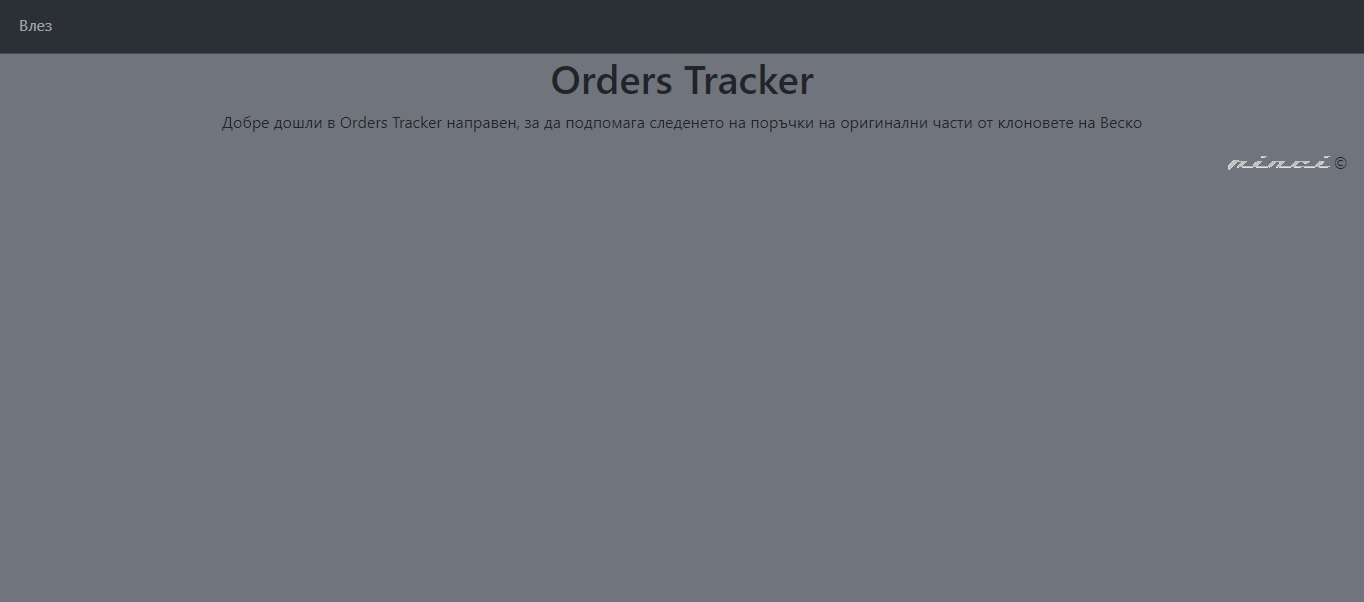 Влез
Orders Tracker
Добре дошли в Orders Tracker направен, за да подпомага следенето на поръчки на оригинални части от клоновете на Веско
pinci ©